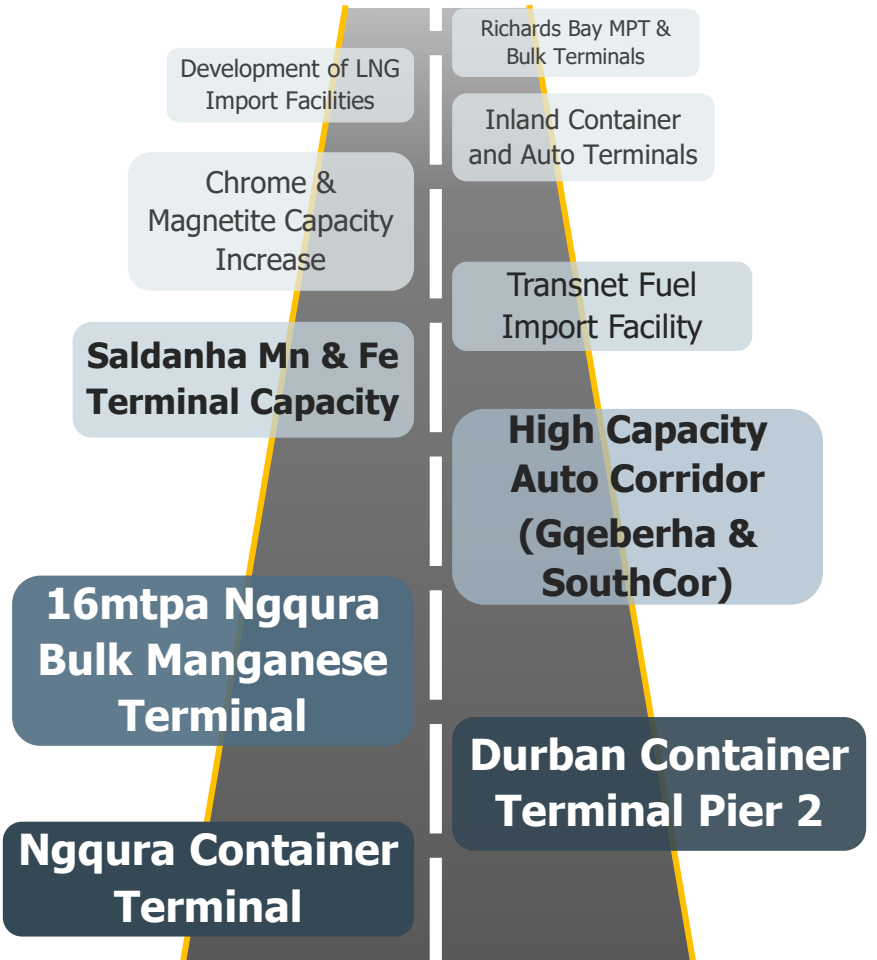 Richards Bay MPT &
Bulk Terminals
Development of LNG
Import Facilities
Inland Container
and Auto Terminals
Chrome &
Magnetite Capacity
Increase
Transnet Fuel
Import Facility
Saldanha Mn & Fe
Terminal Capacity
High Capacity
Auto Corridor
(Gqeberha &
SouthCor)
16mtpa Ngqura
Bulk Manganese
Terminal
Durban Container
Terminal Pier 2
Ngqura Container
Terminal